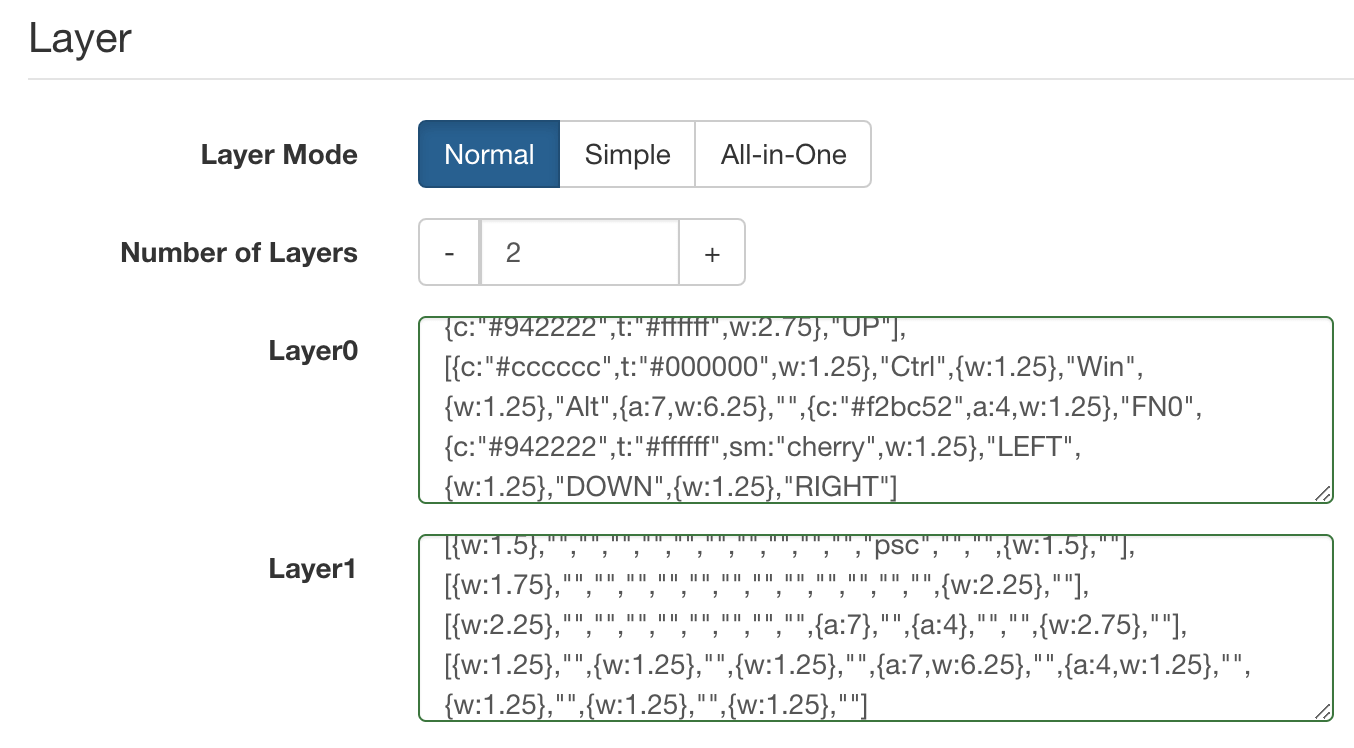 Layer
Layer Mode
Normal Simple All-in-One
Number of Layers
- 2 +
Layer0
{c:"#942222",t:"#ffffff",w:2.75},"UP"],
[{c:"#cccccc",t:"#000000",w:1.25},"Ctrl",{w:1.25},"Win",
{w:1.25},"Alt",{a:7,w:6.25},"",{c:"#f2bc52",a:4,w:1.25},"FN0",
{c:"#942222",t:"#ffffff",sm:"cherry",w:1.25},"LEFT",
{w:1.25},"DOWN",{w:1.25},"RIGHT"]
Layer1
[{w:1.5},"","","","","","","","","","","psc","","",{w:1.5},""],
[{w:1.75},"","","","","","","","","","","","",{w:2.25},""],
[{w:2.25},"","","","","","","","",{a:7},"",{a:4},"","",{w:2.75},""],
[{w:1.25},"",{w:1.25},"",{w:1.25},"",{a:7,w:6.25},"",{a:4,w:1.25},"",
{w:1.25},"",{w:1.25},"",{w:1.25},""]